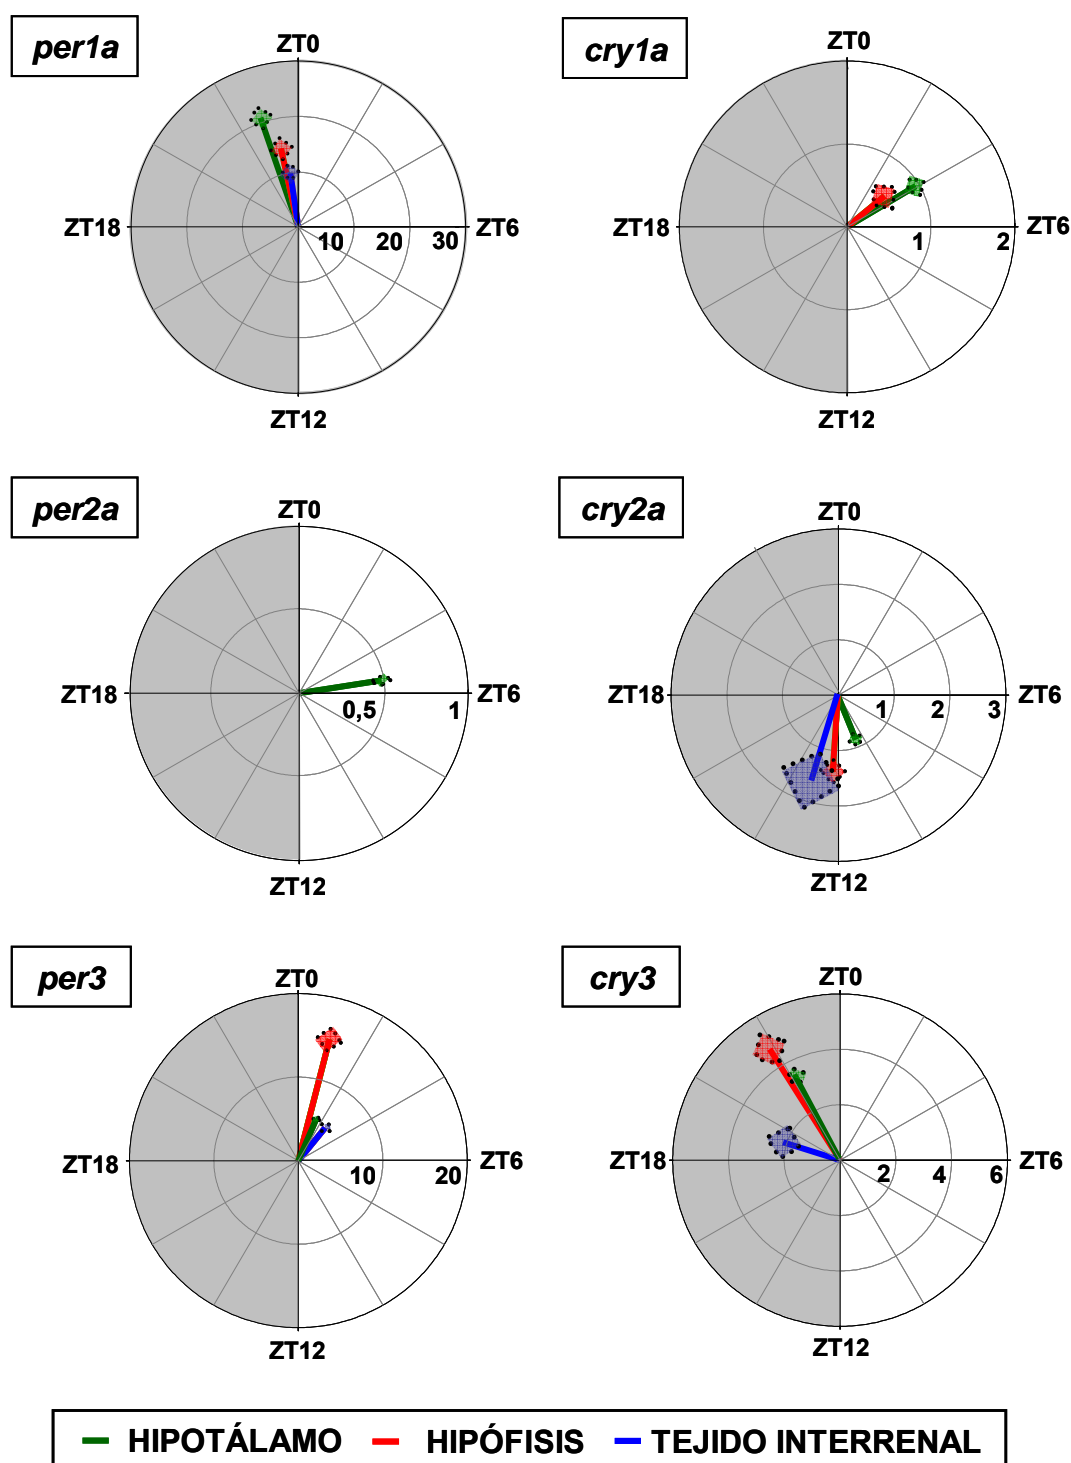 per1a
ZT0
ZT18
10 20 30
ZT6
ZT12
cry1a
ZT0
ZT18
1 2
ZT6
ZT12
per2a
ZT0
ZT18
0,5 1
ZT6
ZT12
cry2a
ZT0
ZT18
1 2 3
ZT6
ZT12
per3
ZT0
ZT18
10 20
ZT6
ZT12
cry3
ZT0
ZT18
2 4 6
ZT6
ZT12
HIPOTÁLAMO HIPÓFISIS TEJIDO INTERRENAL